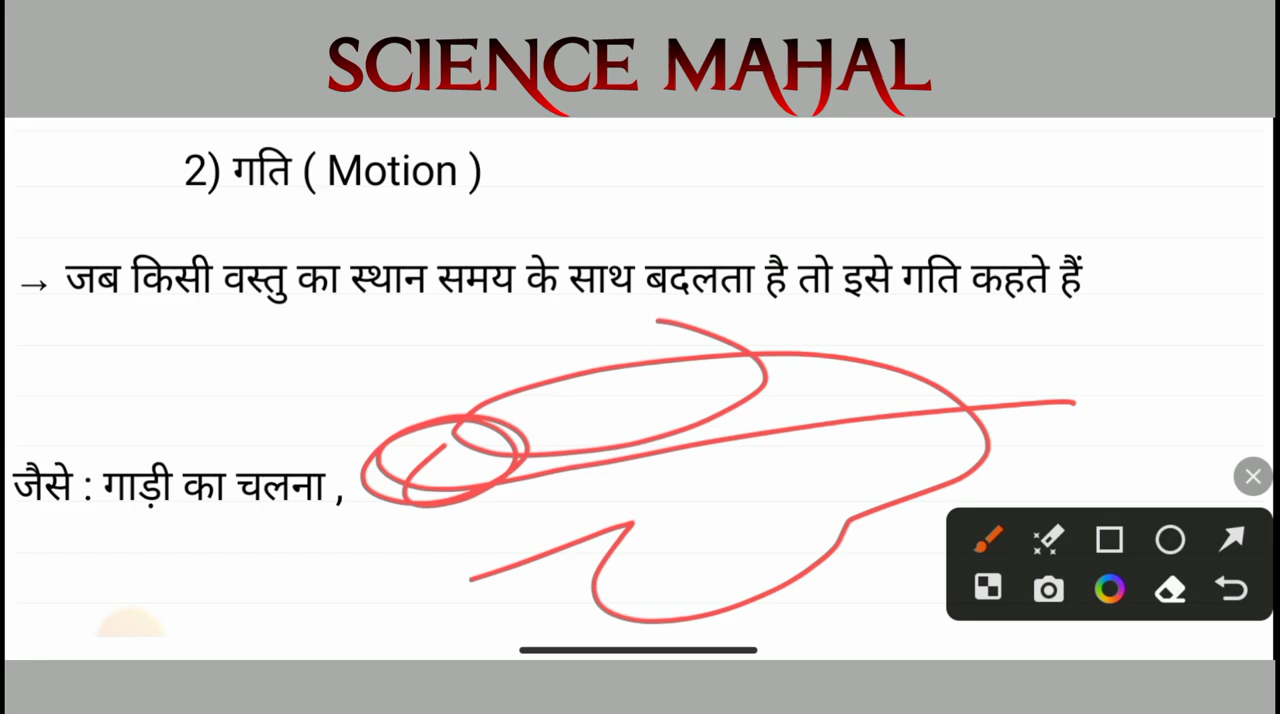 SCIENCE MAHAL
2) गति ( Motion )
→ जब किसी वस्तु का स्थान समय के साथ बदलता है तो इसे गति कहते हैं
जैसे : गाड़ी का चलना ,